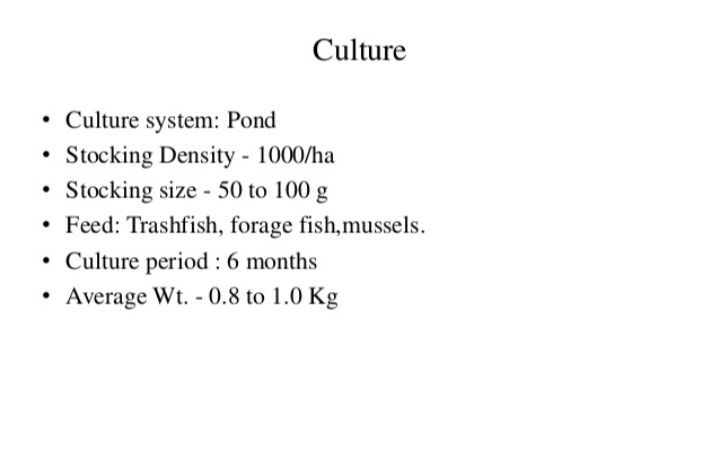 Culture
• Culture system: Pond
• Stocking Density - 1000/ha
• Stocking size - 50 to 100 g
• Feed: Trashfish, forage fish,mussels.
• Culture period : 6 months
• Average Wt. - 0.8 to 1.0 Kg